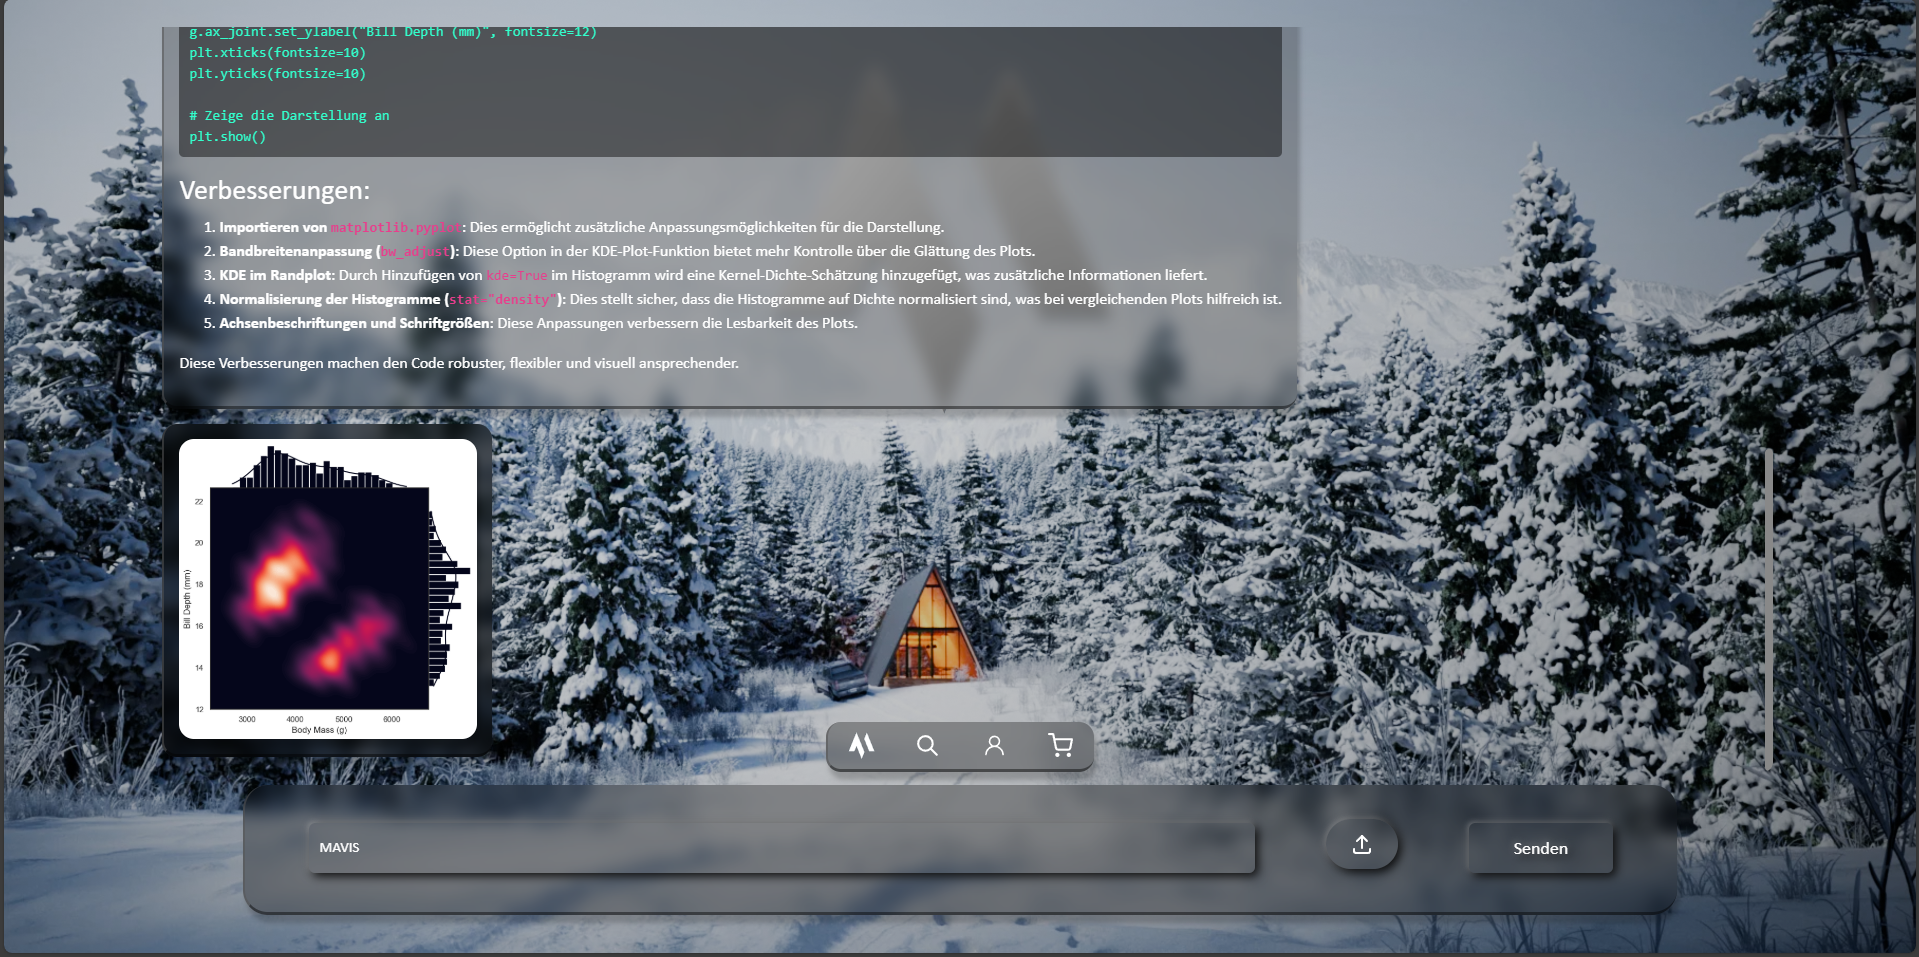 g.ax_joint.set_ylabel("Bill Depth (mm)", fontsize=12)
plt.xticks(fontsize=10)
plt.yticks(fontsize=10)
# Zeige die Darstellung an
plt.show()
Verbesserungen:
1. Importieren von matplotlib.pyplot: Dies ermöglicht zusätzliche Anpassungsmöglichkeiten für die Darstellung.
2. Bandbreitenanpassung (bw_adjust): Diese Option in der KDE-Plot-Funktion bietet mehr Kontrolle über die Glättung des Plots.
3. KDE im Randplot: Durch Hinzufügen von kde=True im Histogramm wird eine Kernel-Dichte-Schätzung hinzugefügt, was zusätzliche Informationen liefert.
4. Normalisierung der Histogramme (stat="density"): Dies stellt sicher, dass die Histogramme auf Dichte normalisiert sind, was bei vergleichenden Plots hilfreich ist.
5. Achsenbeschriftungen und Schriftgrößen: Diese Anpassungen verbessern die Lesbarkeit des Plots.
Diese Verbesserungen machen den Code robuster, flexibler und visuell ansprechender.
22
20
18
16
14
12
Bill Depth (mm)
3000 4000 5000 6000
Body Mass (g)
MAVIS
Senden